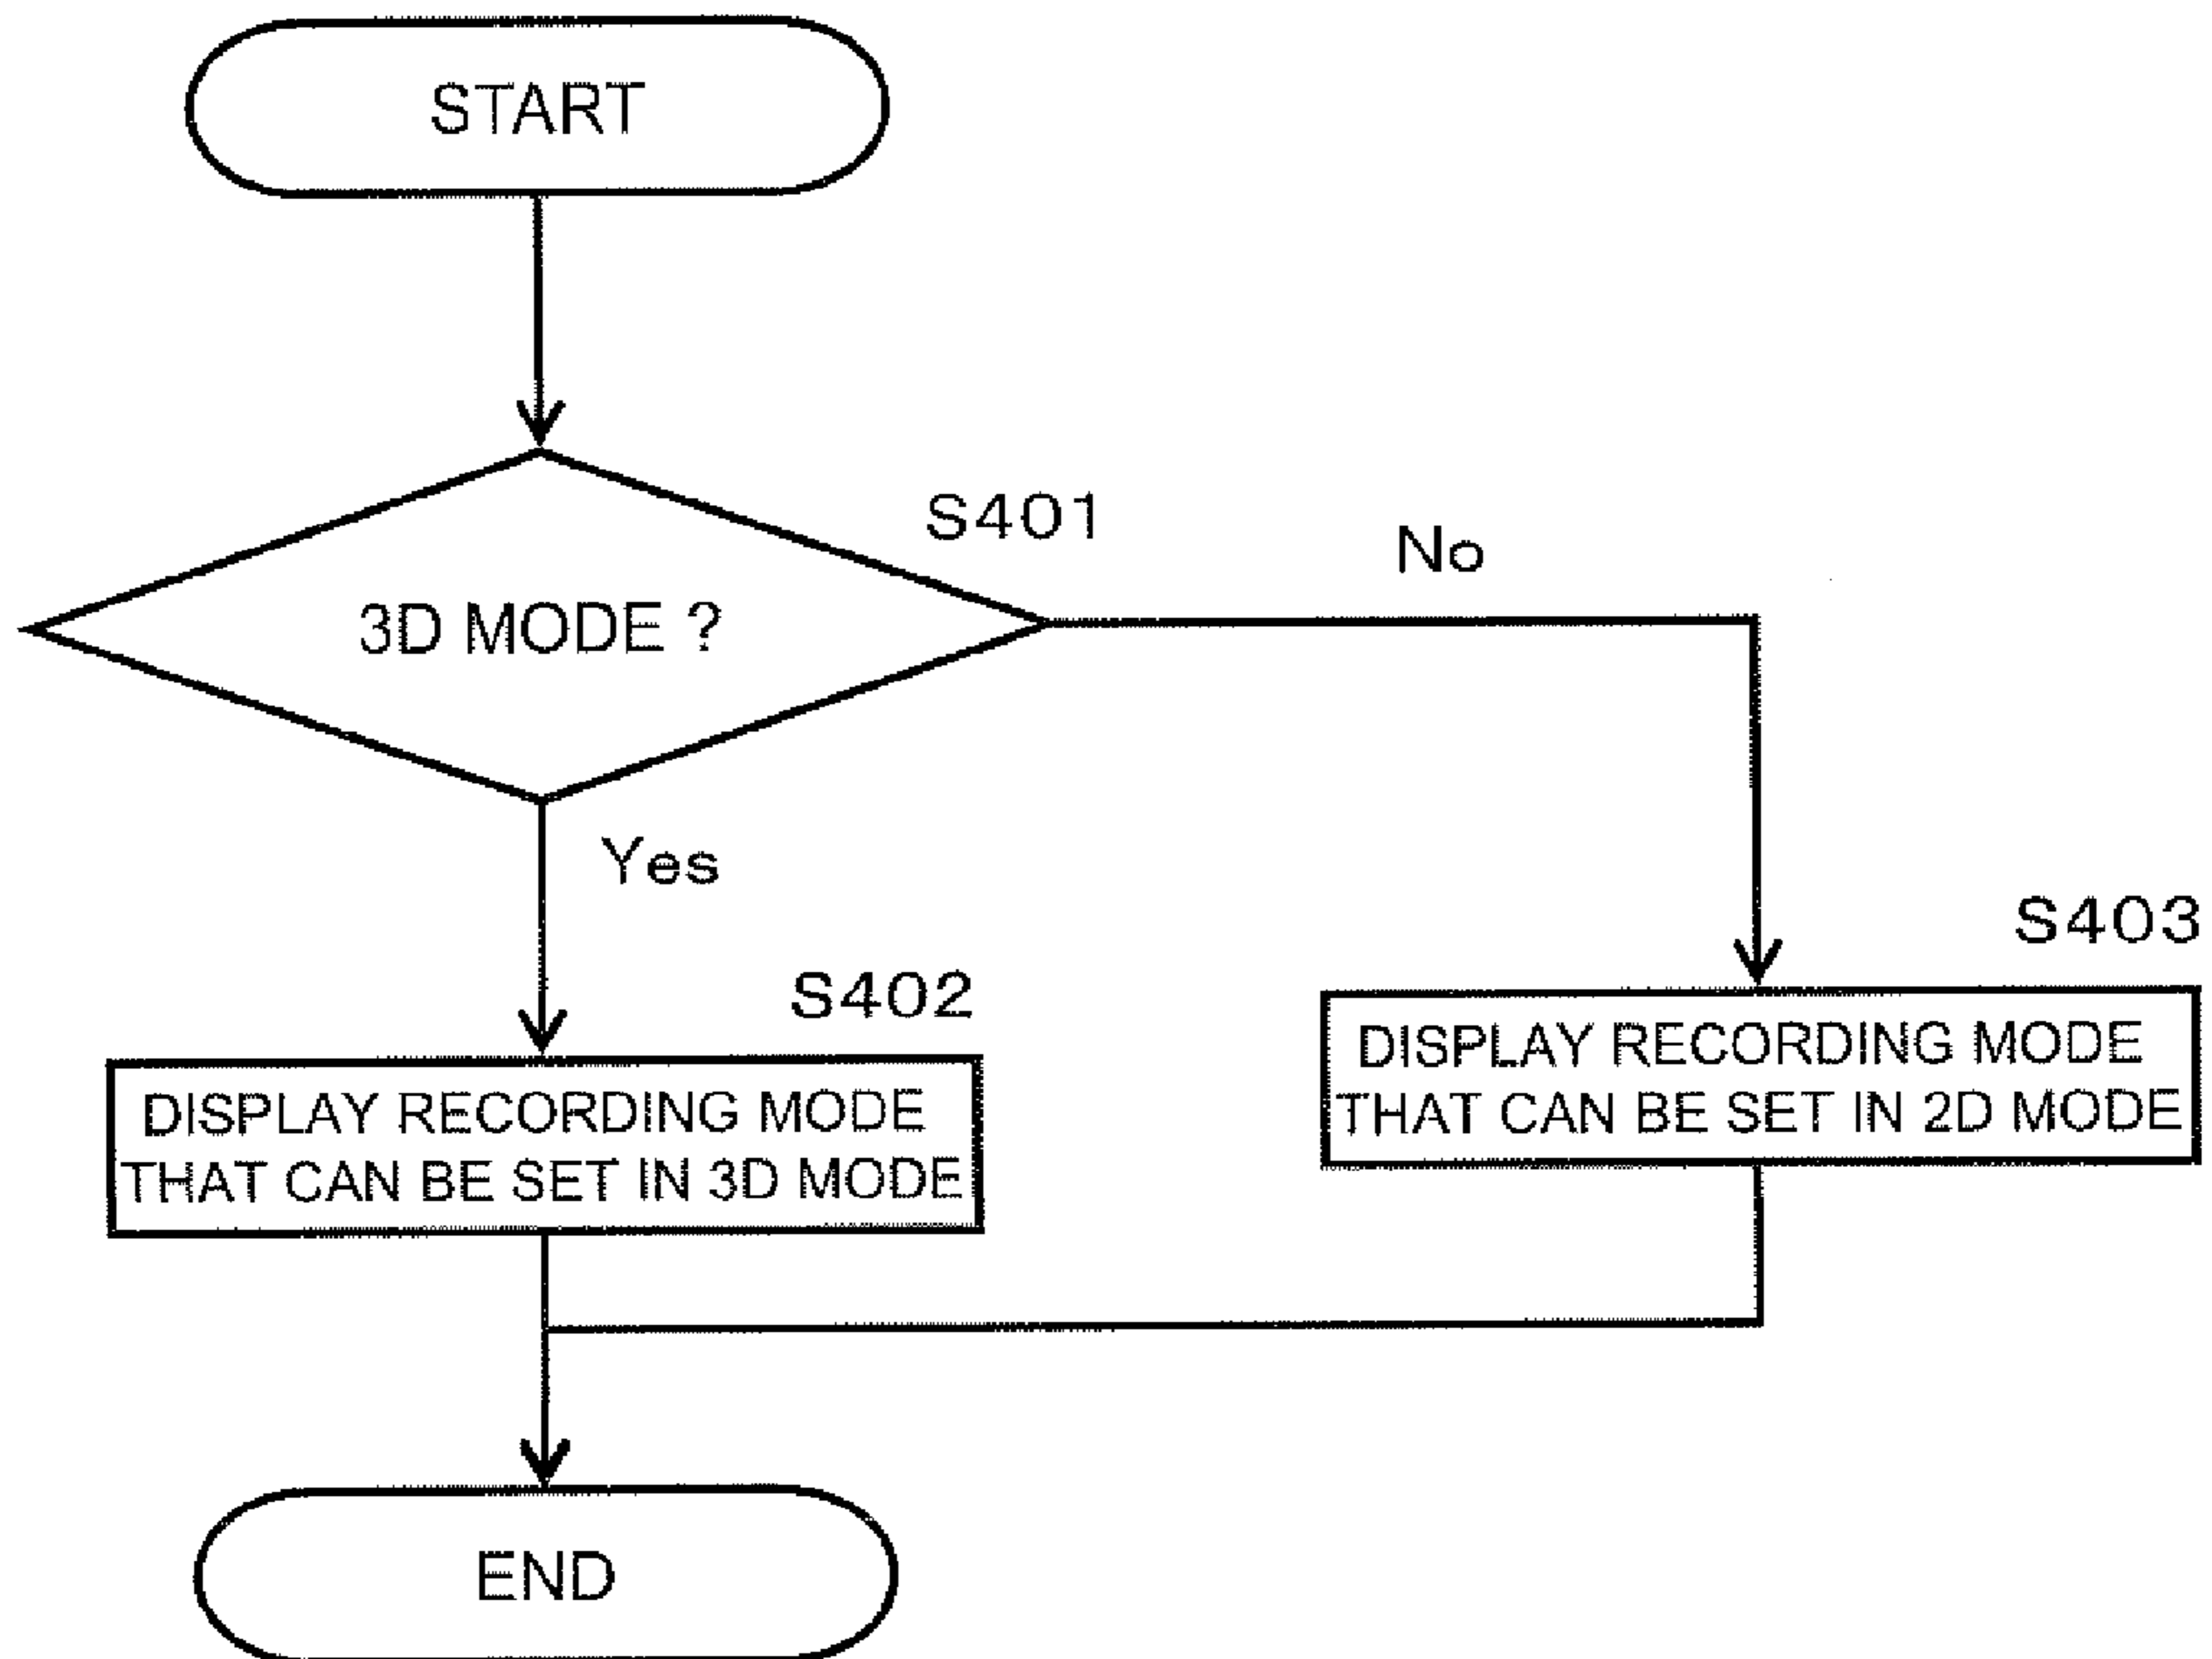 START
S401
No
3D MODE ?
Yes
S403
S402
DISPLAY RECORDING MODE
THAT CAN BE SET IN 2D MODE
DISPLAY RECORDING MODE
THAT CAN BE SET IN 3D MODE
END